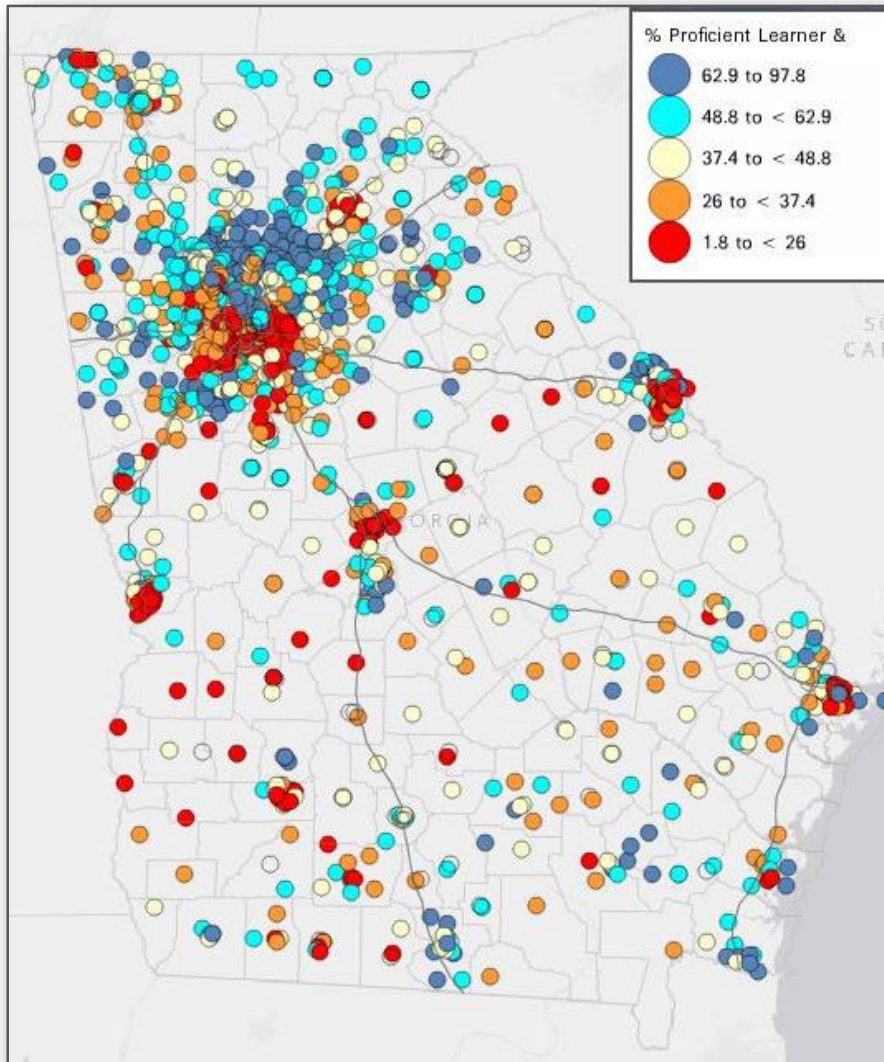 % Proficient Learner &
62.9 to 97.8
48.8 to < 62.9
37.4 to < 48.8
26 to < 37.4
1.8 to < 26